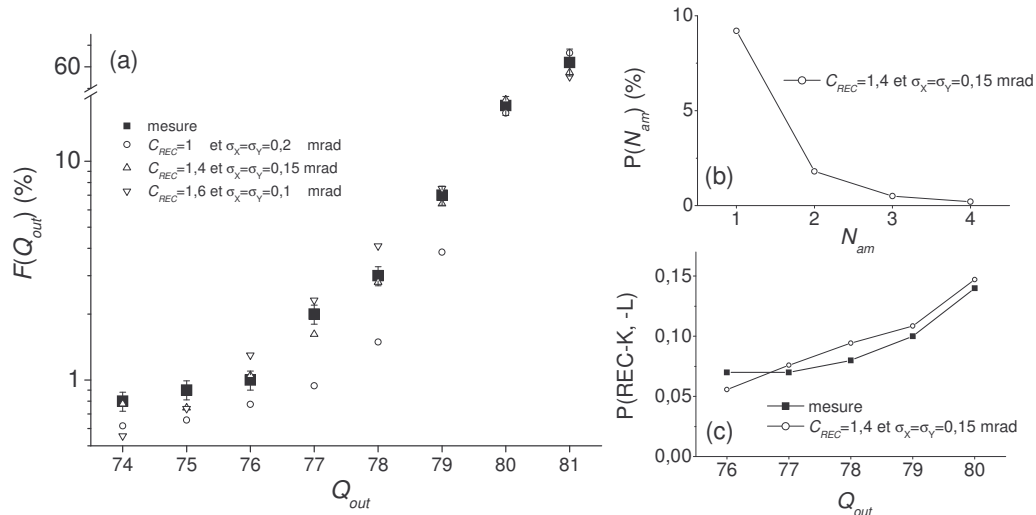 (a)
60
10
1
F(Q_out) (%)
■ mesure
○ C_REC=1 et σ_X=σ_Y=0,2 mrad
△ C_REC=1,4 et σ_X=σ_Y=0,15 mrad
▽ C_REC=1,6 et σ_X=σ_Y=0,1 mrad
74 75 76 77 78 79 80 81
Q_out
10
5
0
P(N_am) (%)
C_REC=1,4 et σ_X=σ_Y=0,15 mrad
(b)
1 2 3 4
N_am
0,15
0,10
0,05
0,00
P(REC-K, -L)
mesure
C_REC=1,4 et σ_X=σ_Y=0,15 mrad
(c)
76 77 78 79 80
Q_out